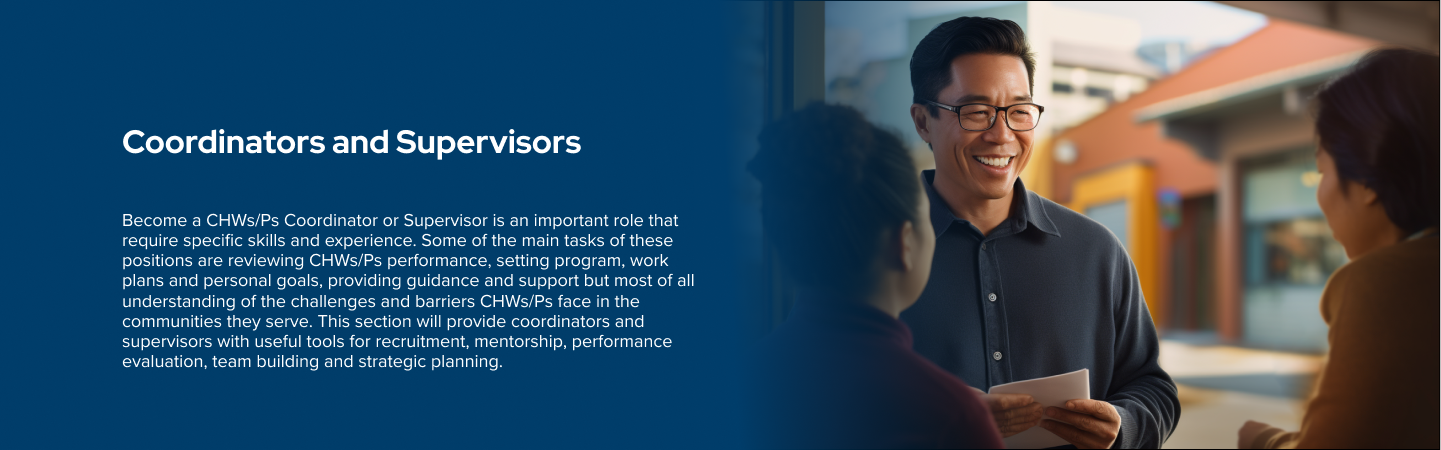 Coordinators and Supervisors
Become a CHWs/Ps Coordinator or Supervisor is an important role that
require specific skills and experience. Some of the main tasks of these
positions are reviewing CHWs/Ps performance, setting program, work
plans and personal goals, providing guidance and support but most of all
understanding of the challenges and barriers CHWs/Ps face in the
communities they serve. This section will provide coordinators and
supervisors with useful tools for recruitment, mentorship, performance
evaluation, team building and strategic planning.